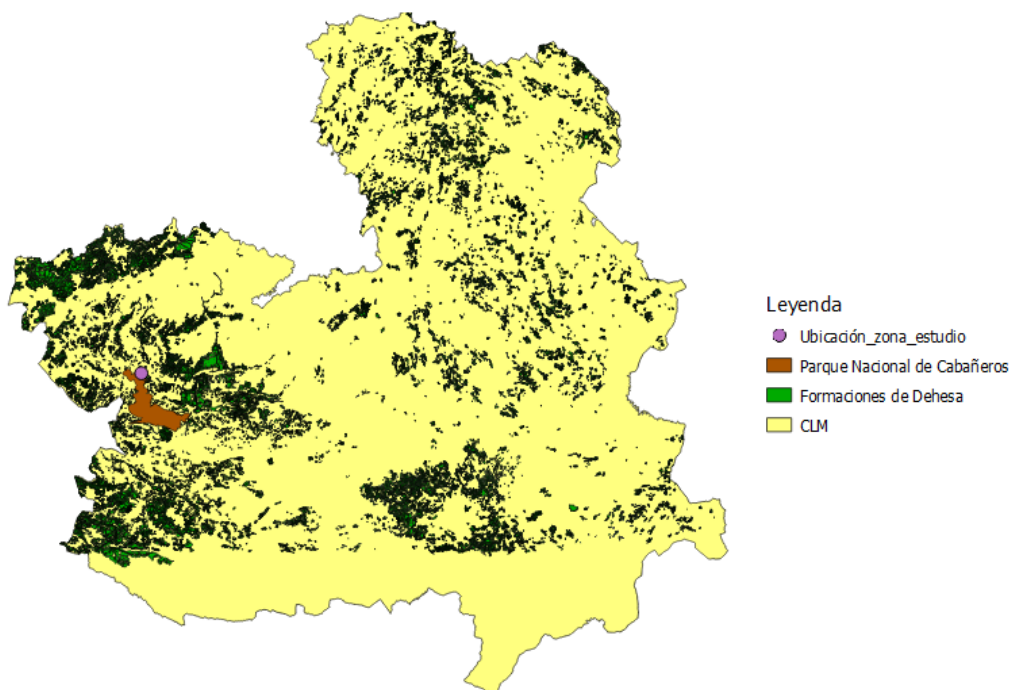 Leyenda
Ubicación_zona_estudio
Parque Nacional de Cabañeros
Formaciones de Dehesa
CLM